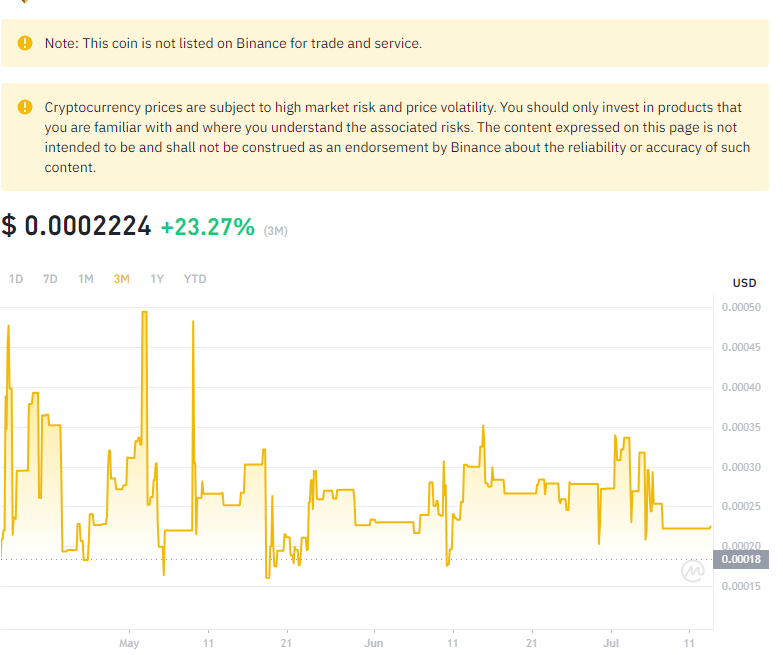 Note: This coin is not listed on Binance for trade and service.
Cryptocurrency prices are subject to high market risk and price volatility. You should only invest in products that
you are familiar with and where you understand the associated risks. The content expressed on this page is not
intended to be and shall not be construed as an endorsement by Binance about the reliability or accuracy of such
content.
$ 0.0002224 +23.27% (3M)
1D 7D 1M 3M 1Y YTD
USD
0.00050
0.00045
0.00040
0.00035
0.00030
0.00025
0.00020
0.00018
0.00015
May 11 21 Jun 11 21 Jul 11